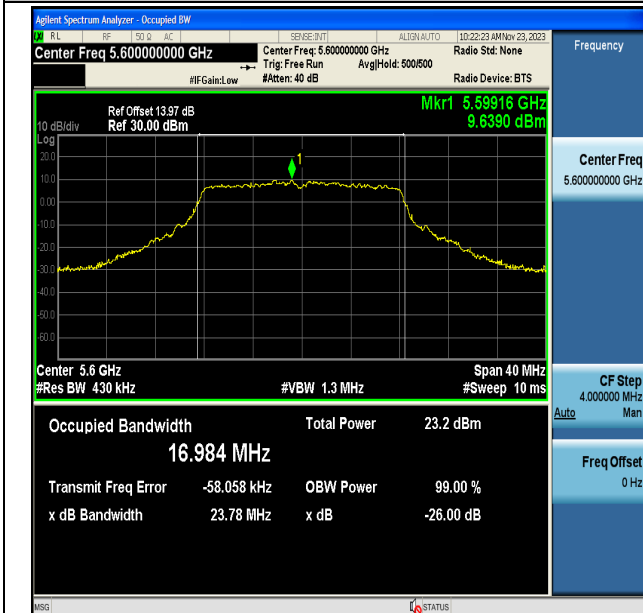 Agilent Spectrum Analyzer - Occupied BW
RL RF 50 Ω AC SENSE:INT ALIGN AUTO 10:22:23 AM Nov 23, 2023
Center Freq 5.600000000 GHz Center Freq: 5.600000000 GHz Radio Std: None Frequency
Trig: Free Run Avg|Hold: 500/500
#IFGain:Low #Atten: 40 dB Radio Device: BTS
Mkr1 5.59916 GHz
Ref Offset 13.97 dB
10 dB/div Ref 30.00 dBm 9.6390 dBm
Log
20.0
1
10.0
0.00
-10.0
-20.0
-30.0
-40.0
-50.0
-60.0
Center Freq
5.600000000 GHz
Center 5.6 GHz Span 40 MHz
#Res BW 430 kHz #VBW 1.3 MHz #Sweep 10 ms
CF Step
4.000000 MHz
Auto Man
Occupied Bandwidth Total Power 23.2 dBm
16.984 MHz
Freq Offset
0 Hz
Transmit Freq Error -58.058 kHz OBW Power 99.00 %
x dB Bandwidth 23.78 MHz x dB -26.00 dB
MSG STATUS